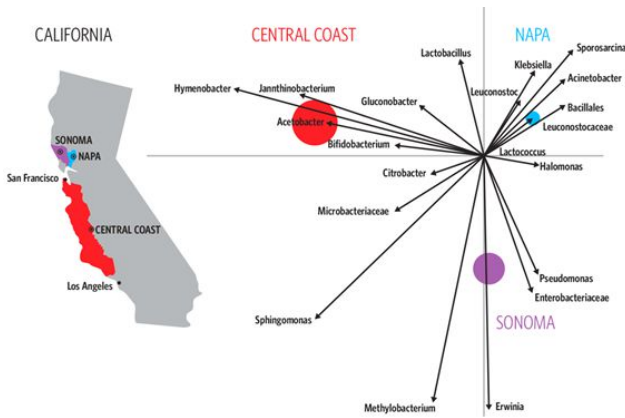 CALIFORNIA
CENTRAL COAST
NAPA
Lactobacillus
Sporosarcina
Klebsiella
Hymenobacter
Jannthinobacterium
Acinetobacter
Leuconostoc
Gluconobacter
Bacillales
Acetobacter
Leuconostocaceae
SONOMA
NAPA
Bifidobacterium
Lactococcus
Halomonas
San Francisco
Citrobacter
Microbacteriaceae
CENTRAL COAST
Los Angeles
Pseudomonas
Enterobacteriaceae
Sphingomonas
SONOMA
Methylobacterium
Erwinia